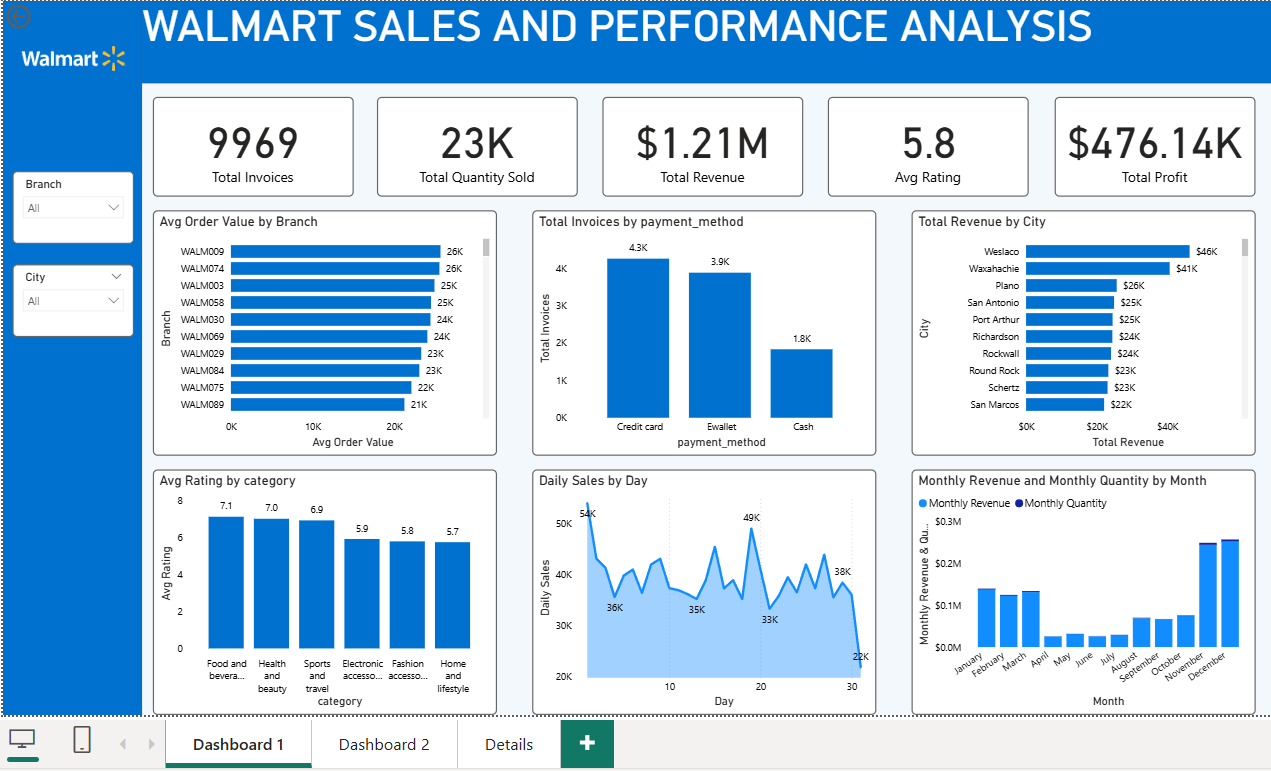 WALMART SALES AND PERFORMANCE ANALYSIS
Walmart
Branch
All
City
All
9969
Total Invoices
23K
Total Quantity Sold
$1.21M
Total Revenue
5.8
Avg Rating
$476.14K
Total Profit
Avg Order Value by Branch
Branch
WALM009 26K
WALM074 26K
WALM003 25K
WALM058 25K
WALM030 24K
WALM069 24K
WALM029 23K
WALM084 23K
WALM075 22K
WALM089 21K
0K 10K 20K
Avg Order Value
Total Invoices by payment_method
Total Invoices
4K
3K
2K
1K
0K
4.3K 3.9K 1.8K
Credit card Ewallet Cash
payment_method
Total Revenue by City
City
Weslaco $46K
Waxahachie $41K
Plano $26K
San Antonio $25K
Port Arthur $25K
Richardson $24K
Rockwall $24K
Round Rock $23K
Schertz $23K
San Marcos $22K
$0K $20K $40K
Total Revenue
Avg Rating by category
Avg Rating
8
6
4
2
0
7.1 7.0 6.9 5.9 5.8 5.7
Food and bevera...
Health and beauty
Sports and travel
Electronic accesso...
Fashion accesso...
Home and lifestyle
category
Daily Sales by Day
Daily Sales
50K
40K
30K
20K
54K 36K 35K 49K 33K 38K 22K
10 20 30
Day
Monthly Revenue and Monthly Quantity by Month
Monthly Revenue Monthly Quantity
Monthly Revenue & Qu...
$0.3M
$0.2M
$0.1M
$0.0M
January February March April May June July August September October November December
Month
Dashboard 1 Dashboard 2 Details +